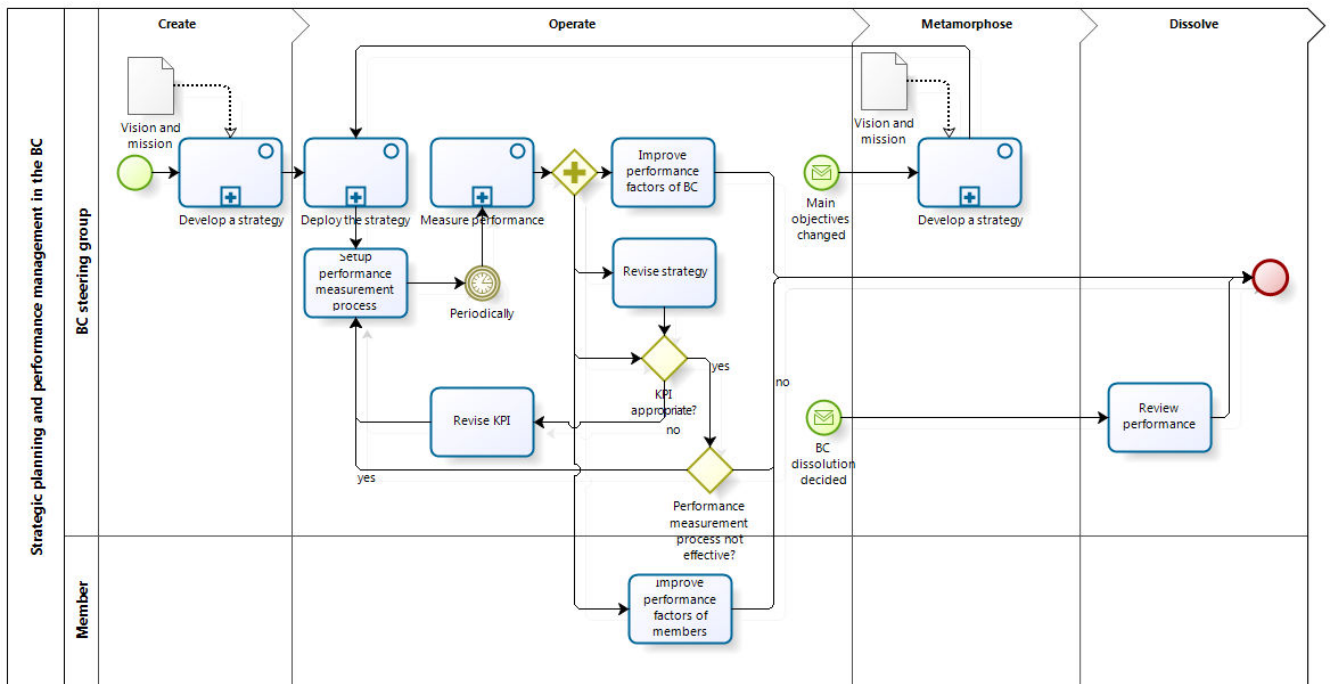 Create
Operate
Metamorphose
Dissolve
Strategic planning and performance management in the BC
BC steering group
Member
Vision and
mission
Develop a strategy
Deploy the strategy
Measure performance
Improve
performance
factors of BC
Vision and
mission
Main
objectives
changed
Develop a strategy
Setup
performance
measurement
process
Periodically
Revise strategy
yes
KPI
appropriate?
no
no
Revise KPI
BC
dissolution
decided
Review
performance
yes
Performance
measurement
process not
effective?
Improve
performance
factors of
members